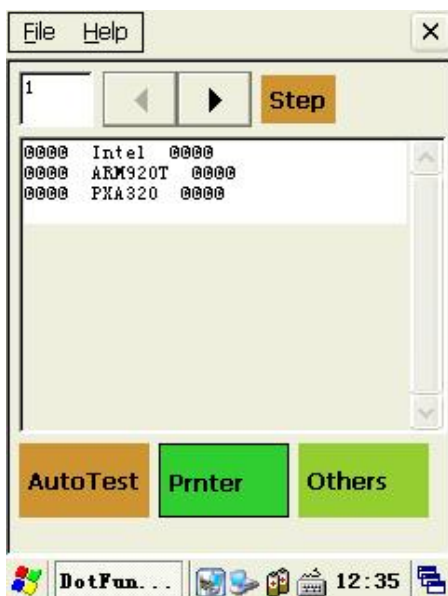 File Help
1
Step
0000 Intel 0000
0000 ARM920T 0000
0000 PXA320 0000
AutoTest Prnter Others
DotFun... 12:35